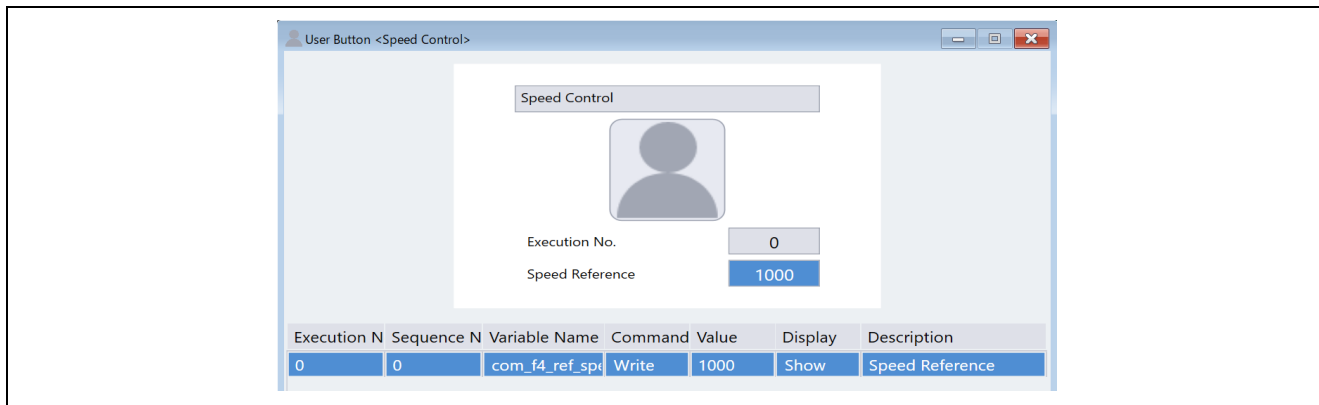 User Button <Speed Control>
Speed Control
Execution No. 0
Speed Reference 1000
Execution N Sequence N Variable Name Command Value Display Description
0 0 com_f4_ref_spe Write 1000 Show Speed Reference